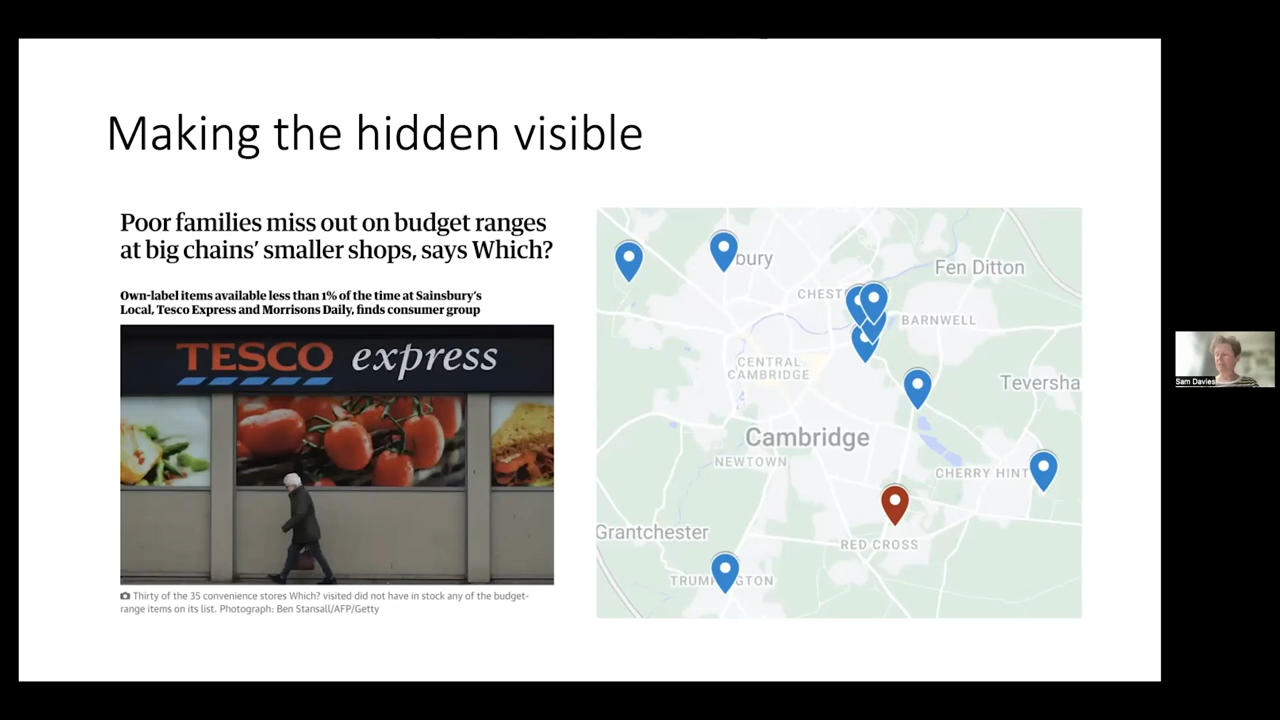 Making the hidden visible
Poor families miss out on budget ranges
at big chains’ smaller shops, says Which?
Own-label items available less than 1% of the time at Sainsbury’s
Local, Tesco Express and Morrisons Daily, finds consumer group
TESCO express
Thirty of the 35 convenience stores Which? visited did not have in stock any of the budget-
range items on its list. Photograph: Ben Stansall/AFP/Getty
bury
Fen Ditton
CHEST
BARNWELL
CENTRAL
CAMBRIDGE
Teversha
Cambridge
NEWTOWN
CHERRY HINT
Grantchester
RED CROSS
TRUM GTON
Sam Davies